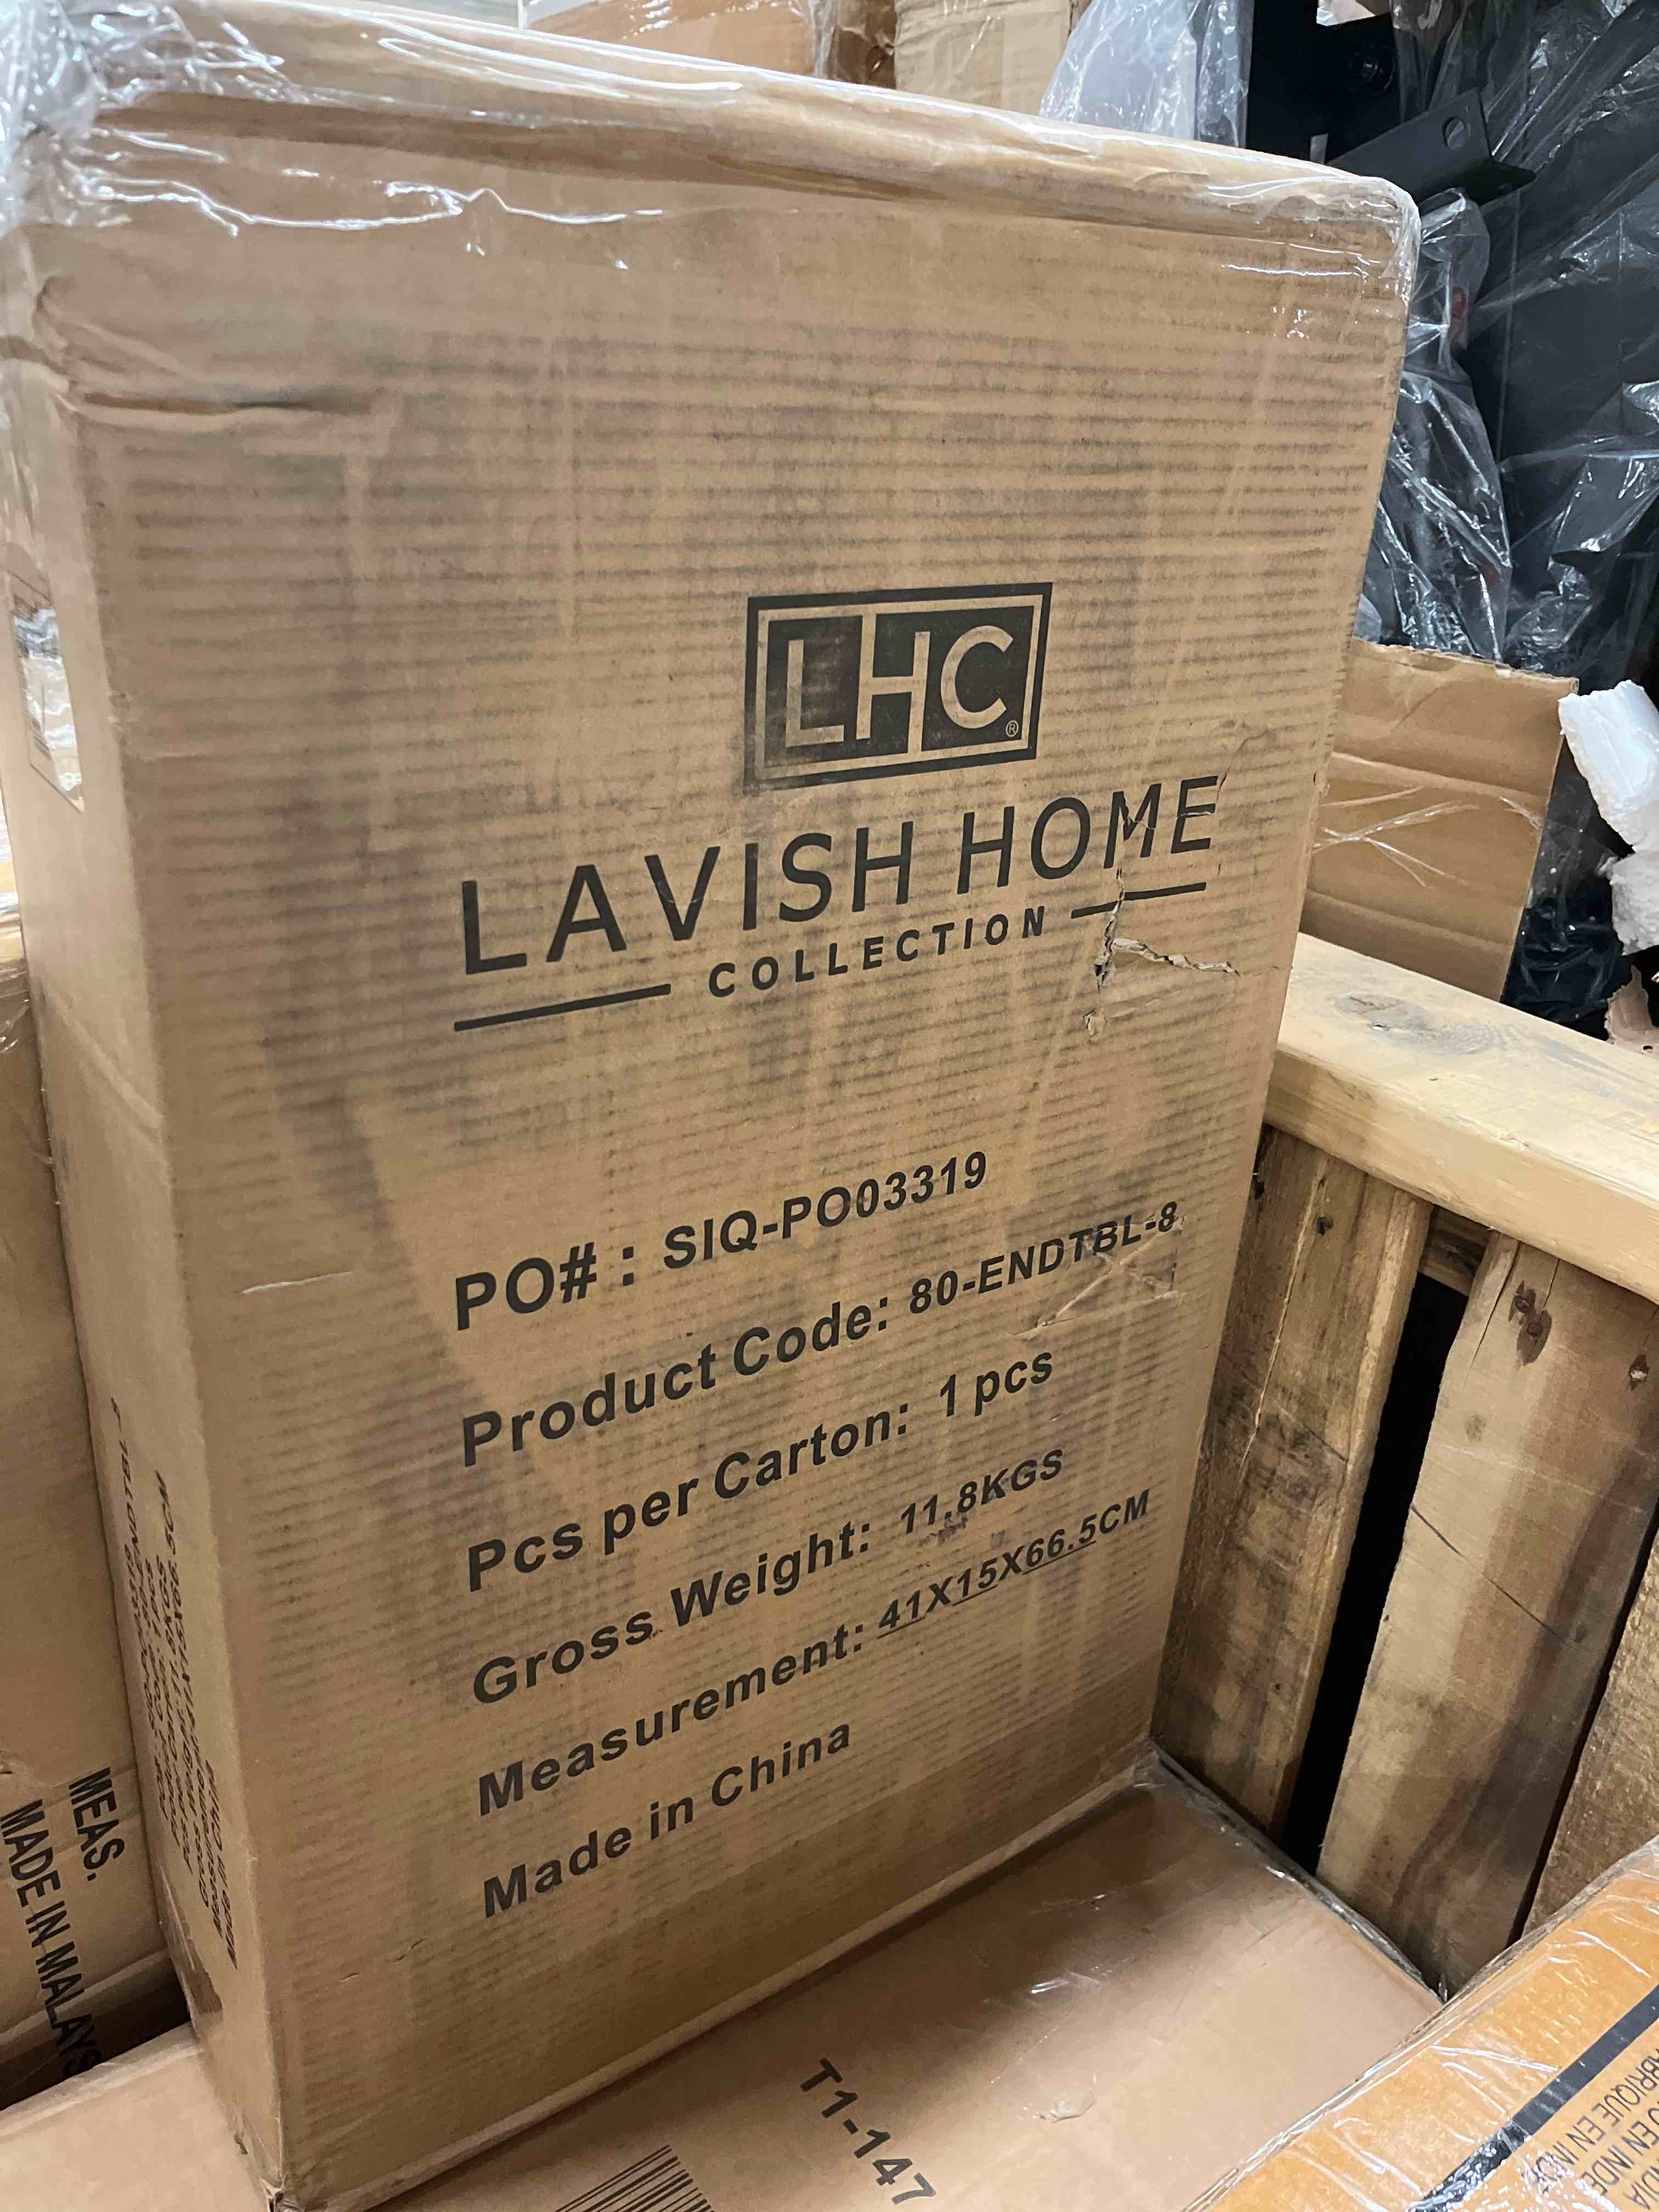 LHC®
LAVISH HOME
COLLECTION
PO# : SIQ-PO03319
Product Code: 80-ENDTBL-8
Pcs per Carton: 1 pcs
Gross Weight: 11.8KGS
Measurement: 41X15X66.5CM
Made in China
MEAS.
MADE IN MALAYS
T1-147